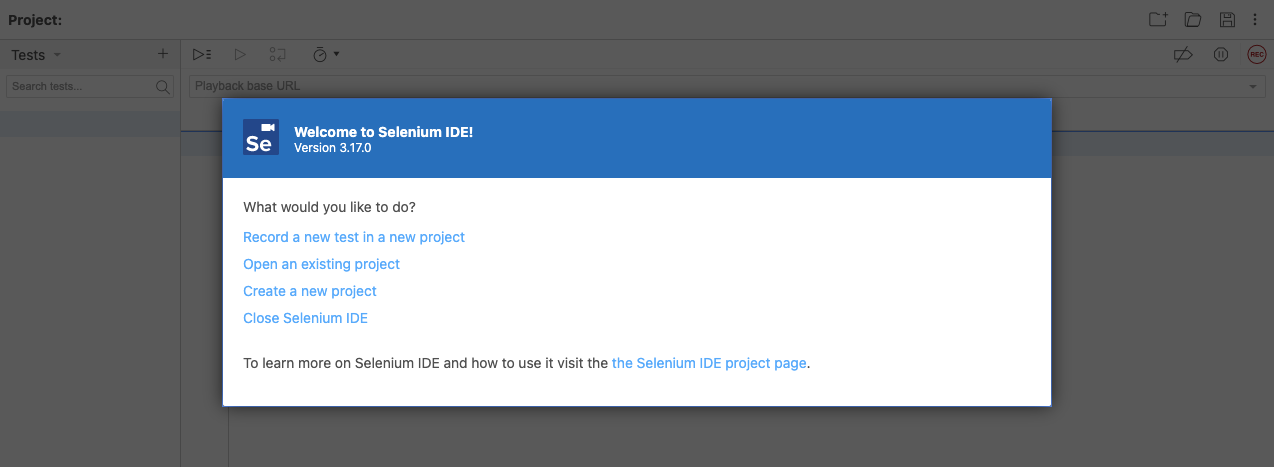 Project:
Tests
Search tests...
Playback base URL
REC
Se
Welcome to Selenium IDE!
Version 3.17.0
What would you like to do?
Record a new test in a new project
Open an existing project
Create a new project
Close Selenium IDE
To learn more on Selenium IDE and how to use it visit the the Selenium IDE project page.